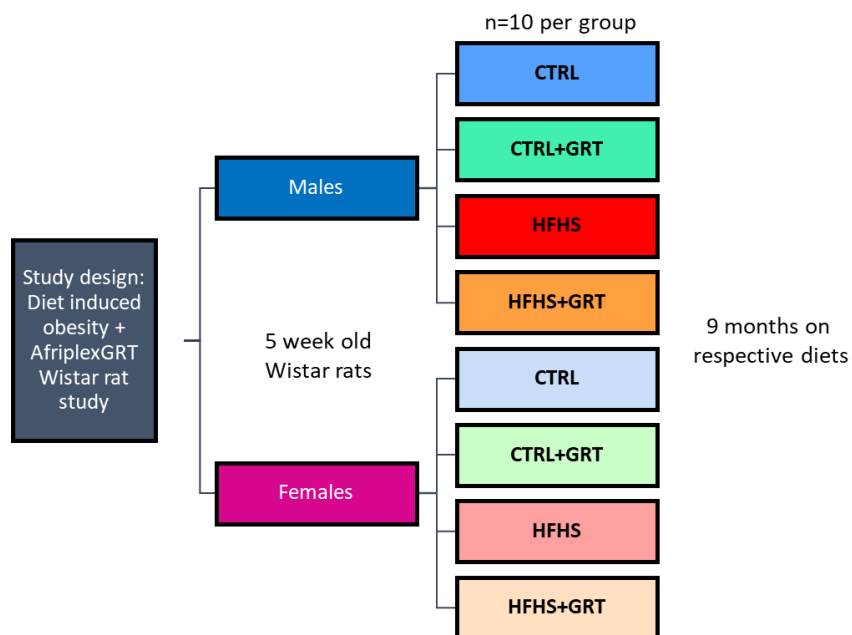 n=10 per group
Study design:
Diet induced
obesity +
AfriplexGRT
Wistar rat
study
Males
5 week old
Wistar rats
Females
CTRL
CTRL+GRT
HFHS
HFHS+GRT
CTRL
CTRL+GRT
HFHS
HFHS+GRT
9 months on
respective diets